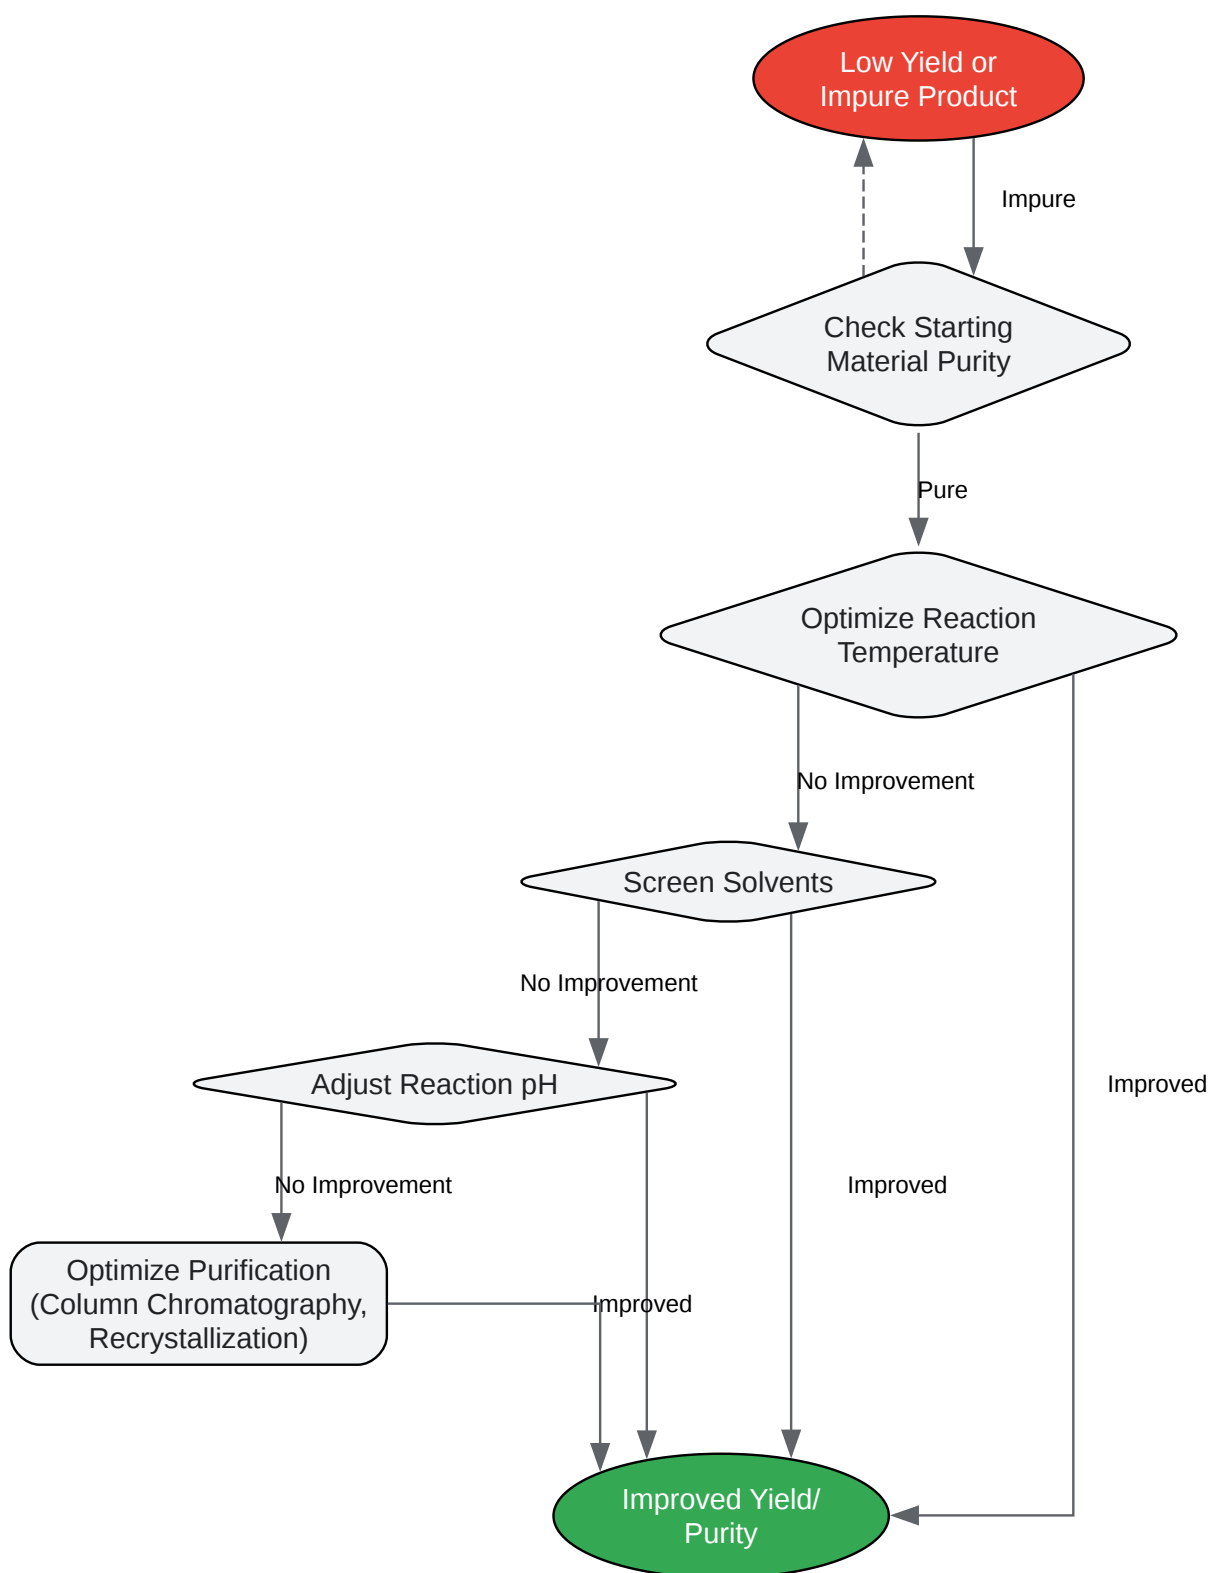 Low Yield or
Impure Product
Impure
Check Starting
Material Purity
Pure
Optimize Reaction
Temperature
No Improvement
Screen Solvents
No Improvement
Adjust Reaction pH
Improved
No Improvement
Improved
Optimize Purification
(Column Chromatography,
Recrystallization)
Improved
Improved Yield/
Purity